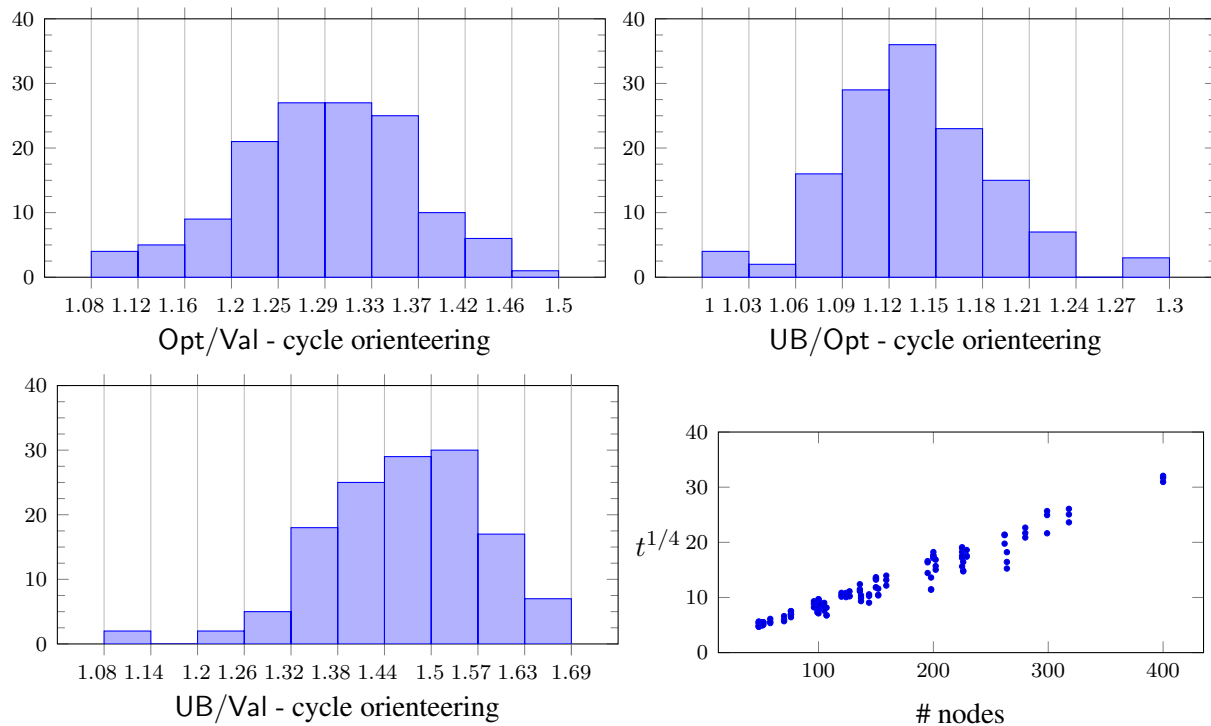 40
30
20
10
0
1.08 1.12 1.16 1.2 1.25 1.29 1.33 1.37 1.42 1.46 1.5
Opt/Val - cycle orienteering
40
30
20
10
0
1 1.03 1.06 1.09 1.12 1.15 1.18 1.21 1.24 1.27 1.3
UB/Opt - cycle orienteering
40
30
20
10
0
1.08 1.14 1.2 1.26 1.32 1.38 1.44 1.5 1.57 1.63 1.69
UB/Val - cycle orienteering
40
30
20
10
0
t^{1/4}
100 200 300 400
# nodes